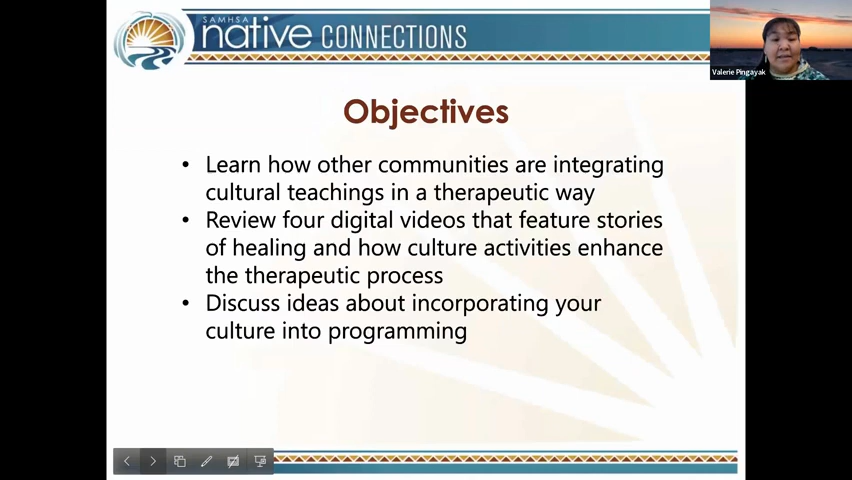 SAMHSA
native CONNECTIONS
Valerie Pingayak
Objectives
• Learn how other communities are integrating
cultural teachings in a therapeutic way
• Review four digital videos that feature stories
of healing and how culture activities enhance
the therapeutic process
• Discuss ideas about incorporating your
culture into programming